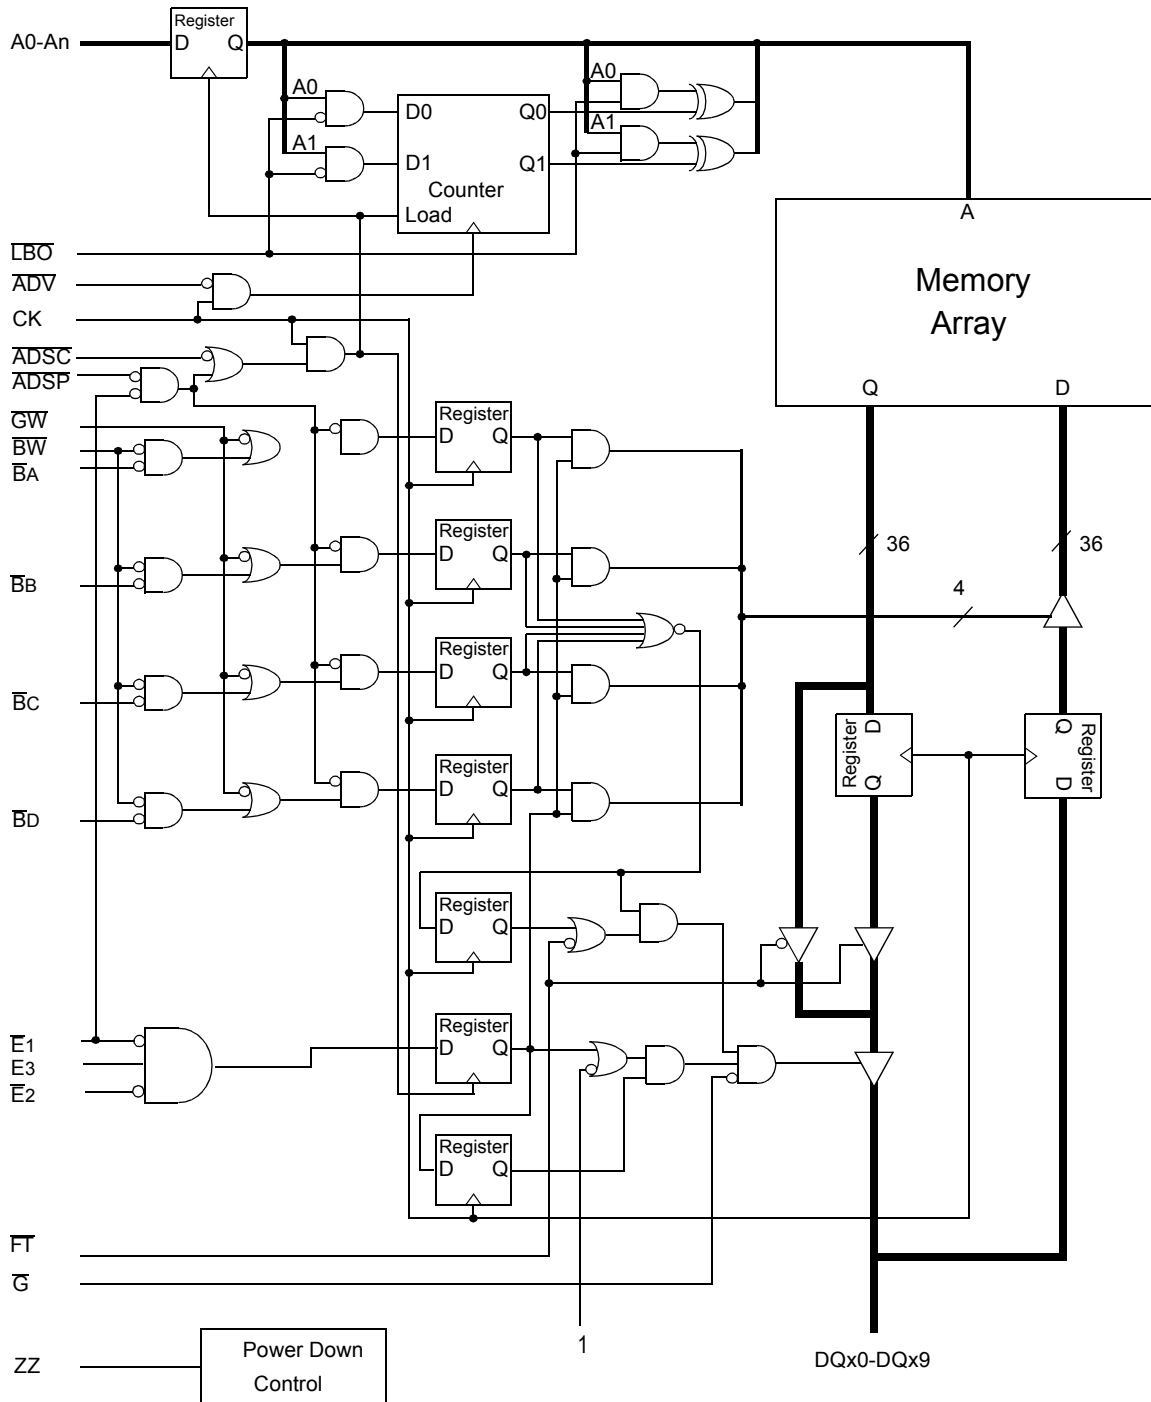 Register
A0-An
D Q
A0
A0
D0 Q0
A1
A1
D1 Q1
Counter
Load
A
LBO
ADV
Memory
Array
CK
ADSC
ADSP
Q D
GW
Register
D Q
BW
BA
Register
D Q
36 36
BB
4
Register
D Q
BC
D
Register
Q
Q
Register
D
Register
D Q
BD
Register
D Q
Register
D Q
E1
E3
E2
Register
D Q
FT
G
1
Power Down
Control
ZZ
DQx0-DQx9